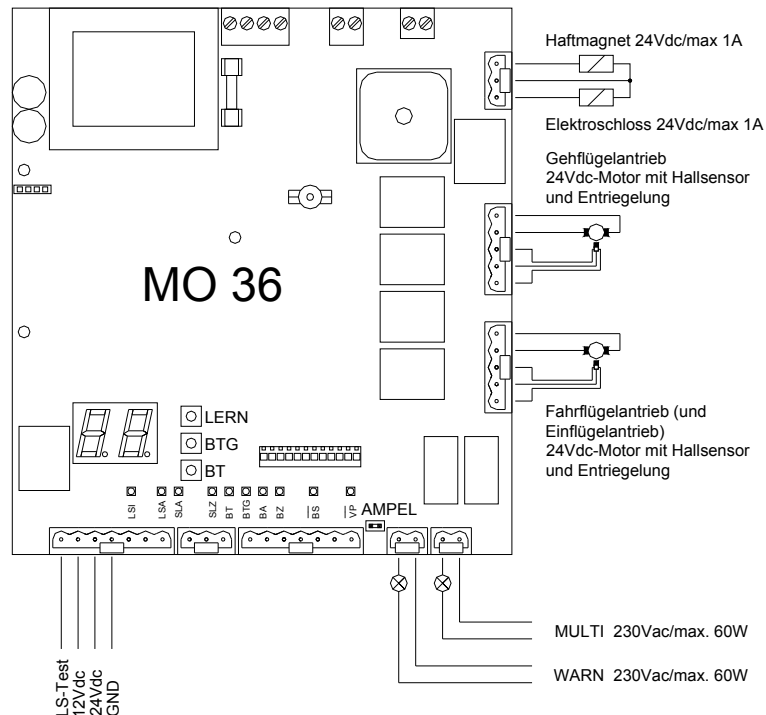 Haftmagnet 24Vdc/max 1A
Elektroschloss 24Vdc/max 1A
Gehflügelantrieb
24Vdc-Motor mit Hallsensor
und Entriegelung
MO 36
Fahrflügelantrieb (und
Einflügelantrieb)
24Vdc-Motor mit Hallsensor
und Entriegelung
LERN
BTG
BT
LSI
LSA
SLA
SLZ
BT
BTG
BA
BZ
BS
VP
AMPEL
MULTI 230Vac/max. 60W
WARN 230Vac/max. 60W
LS-Test
12Vdc
24Vdc
GND